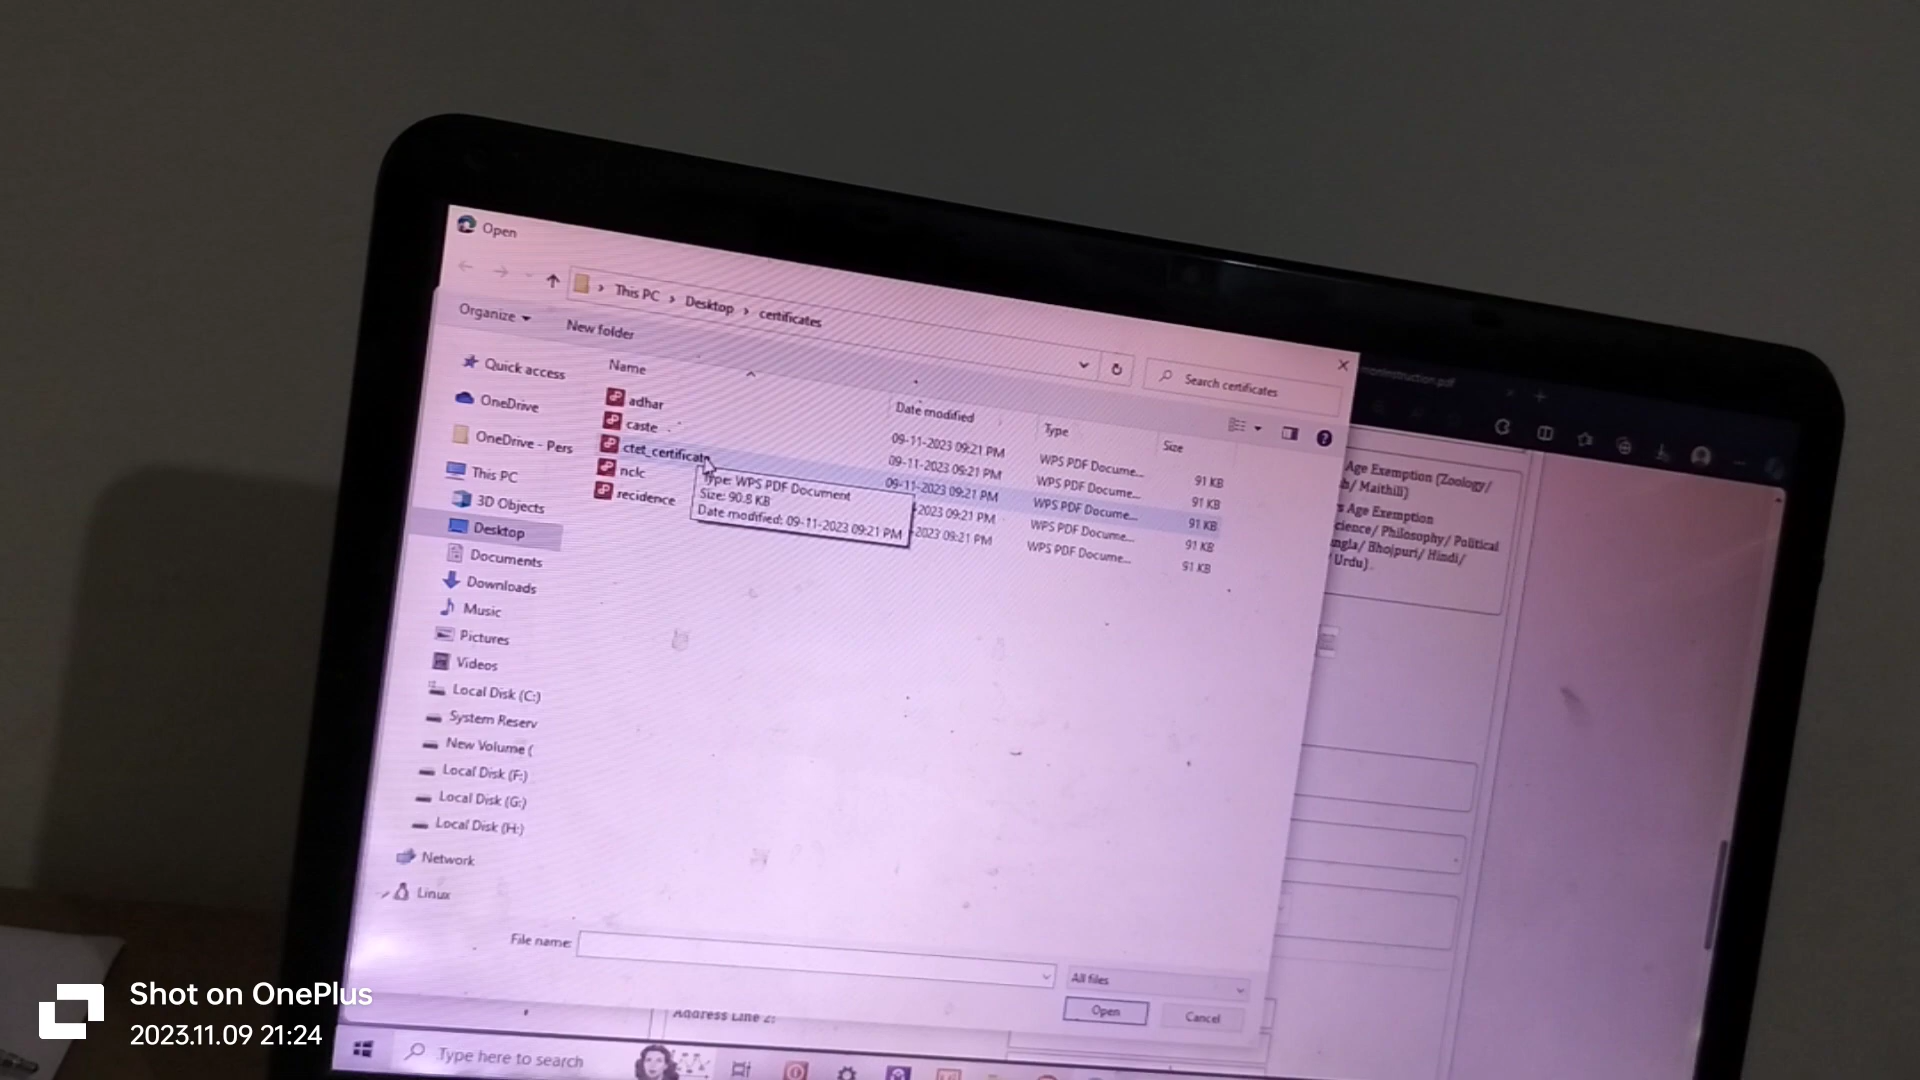 Open
This PC > Desktop > certificates
Search certificates
Organize
New folder
Name
Date modified
Type
Size
adhar
09-11-2023 09:21 PM
WPS PDF Docume...
91 KB
caste
09-11-2023 09:21 PM
WPS PDF Docume...
91 KB
ctet_certificate
09-11-2023 09:21 PM
WPS PDF Docume...
91 KB
nclc
2023 09:21 PM
WPS PDF Docume...
91 KB
recidence
-2023 09:21 PM
WPS PDF Docume...
91 KB
Type: WPS PDF Document
Size: 90.8 KB
Date modified: 09-11-2023 09:21 PM
Quick access
OneDrive
OneDrive - Pers
This PC
3D Objects
Desktop
Documents
Downloads
Music
Pictures
Videos
Local Disk (C:)
System Reserv
New Volume (
Local Disk (F:)
Local Disk (G:)
Local Disk (H:)
Network
Linux
File name:
All files
Open
Cancel
Age Exemption (Zoology/
h/ Maithili)
s Age Exemption
cience/ Philosophy/ Political
ngla/ Bhojpuri/ Hindi/
Urdu).
Address Line 2:
Type here to search
Shot on OnePlus
2023.11.09 21:24